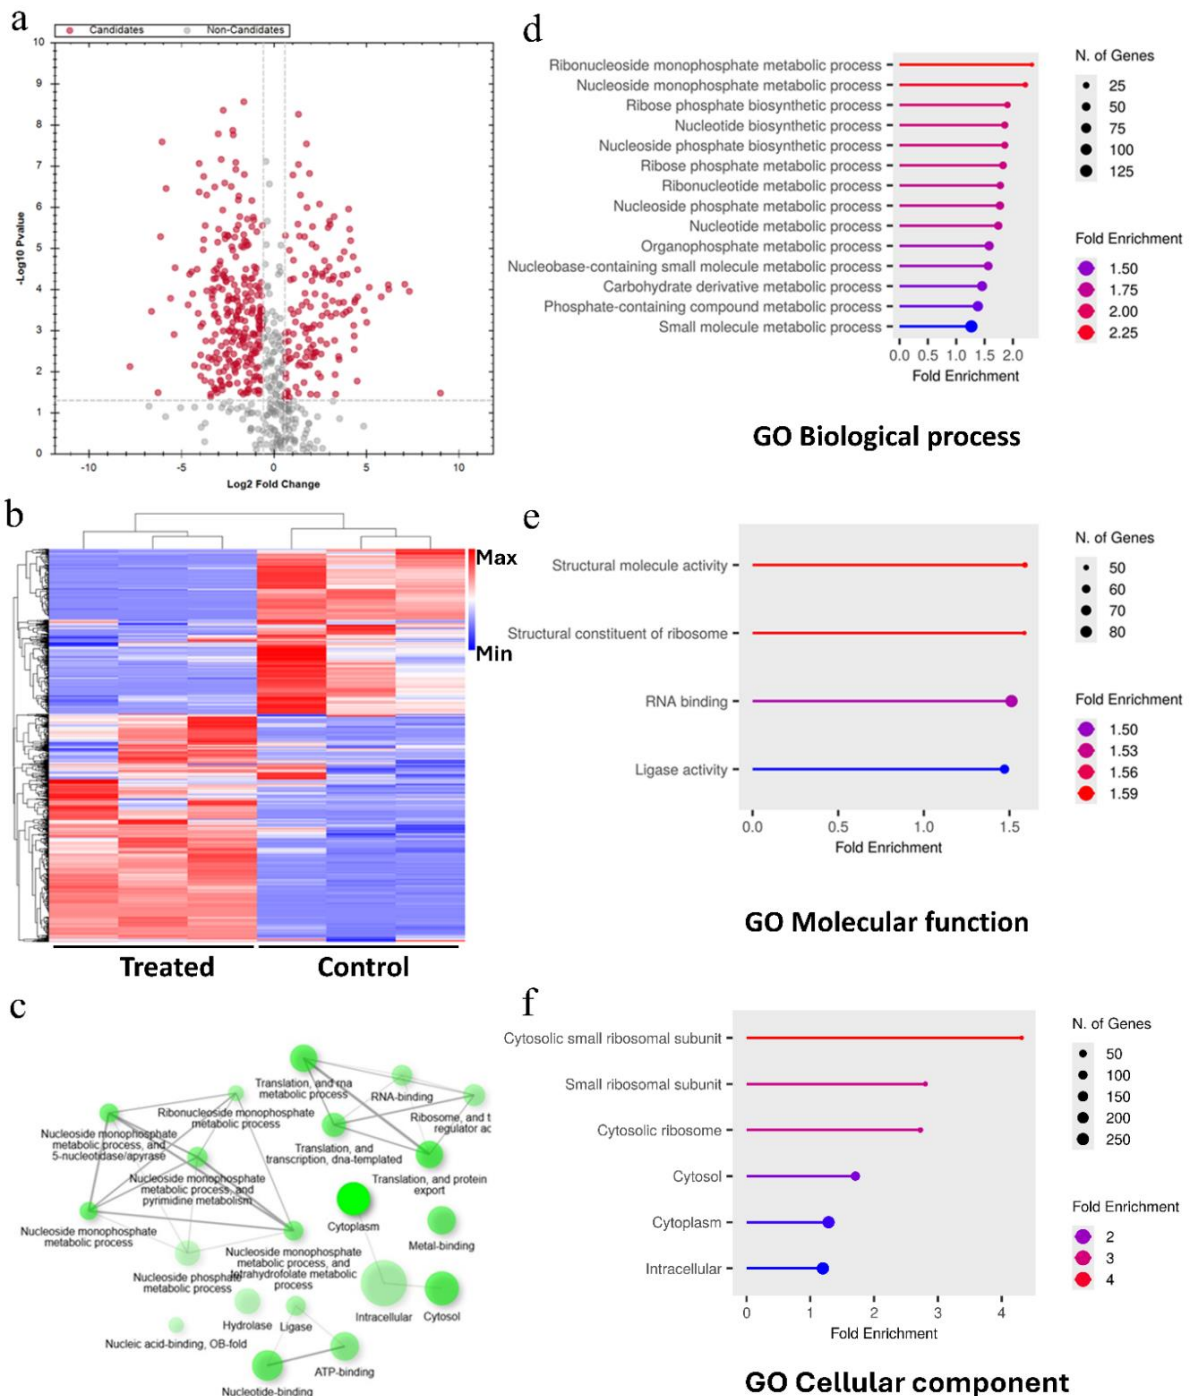 a
Candidates Non-Candidates
10
9
8
7
6
5
4
3
2
1
0
-Log10 Pvalue
-10 -5 0 5 10
Log2 Fold Change
b
Max
Min
Treated Control
c
Translation, and rna
metabolic process
RNA-binding
Ribonucleoside monophosphate
metabolic process
Ribosome, and t
regulator ac
Nucleoside monophosphate
metabolic process, and
5-nucleotidase/apyrase
Translation, and
transcription, dna-templated
Nucleoside monophosphate
metabolic process, and
pyrimidine metabolism
Translation, and protein
export
Cytoplasm
Nucleoside monophosphate
metabolic process
Metal-binding
Nucleoside monophosphate
metabolic process, and
tetrahydrofolate metabolic
process
Nucleoside phosphate
metabolic process
Intracellular
Cytosol
Hydrolase
Ligase
Nucleic acid-binding, OB-fold
ATP-binding
Nucleotide-binding
d
Ribonucleoside monophosphate metabolic process
Nucleoside monophosphate metabolic process
Ribose phosphate biosynthetic process
Nucleotide biosynthetic process
Nucleoside phosphate biosynthetic process
Ribose phosphate metabolic process
Ribonucleotide metabolic process
Nucleoside phosphate metabolic process
Nucleotide metabolic process
Organophosphate metabolic process
Nucleobase-containing small molecule metabolic process
Carbohydrate derivative metabolic process
Phosphate-containing compound metabolic process
Small molecule metabolic process
0.0 0.5 1.0 1.5 2.0
Fold Enrichment
N. of Genes
25
50
75
100
125
Fold Enrichment
1.50
1.75
2.00
2.25
GO Biological process
e
Structural molecule activity
Structural constituent of ribosome
RNA binding
Ligase activity
0.0 0.5 1.0 1.5
Fold Enrichment
N. of Genes
50
60
70
80
Fold Enrichment
1.50
1.53
1.56
1.59
GO Molecular function
f
Cytosolic small ribosomal subunit
Small ribosomal subunit
Cytosolic ribosome
Cytosol
Cytoplasm
Intracellular
0 1 2 3 4
Fold Enrichment
N. of Genes
50
100
150
200
250
Fold Enrichment
2
3
4
GO Cellular component